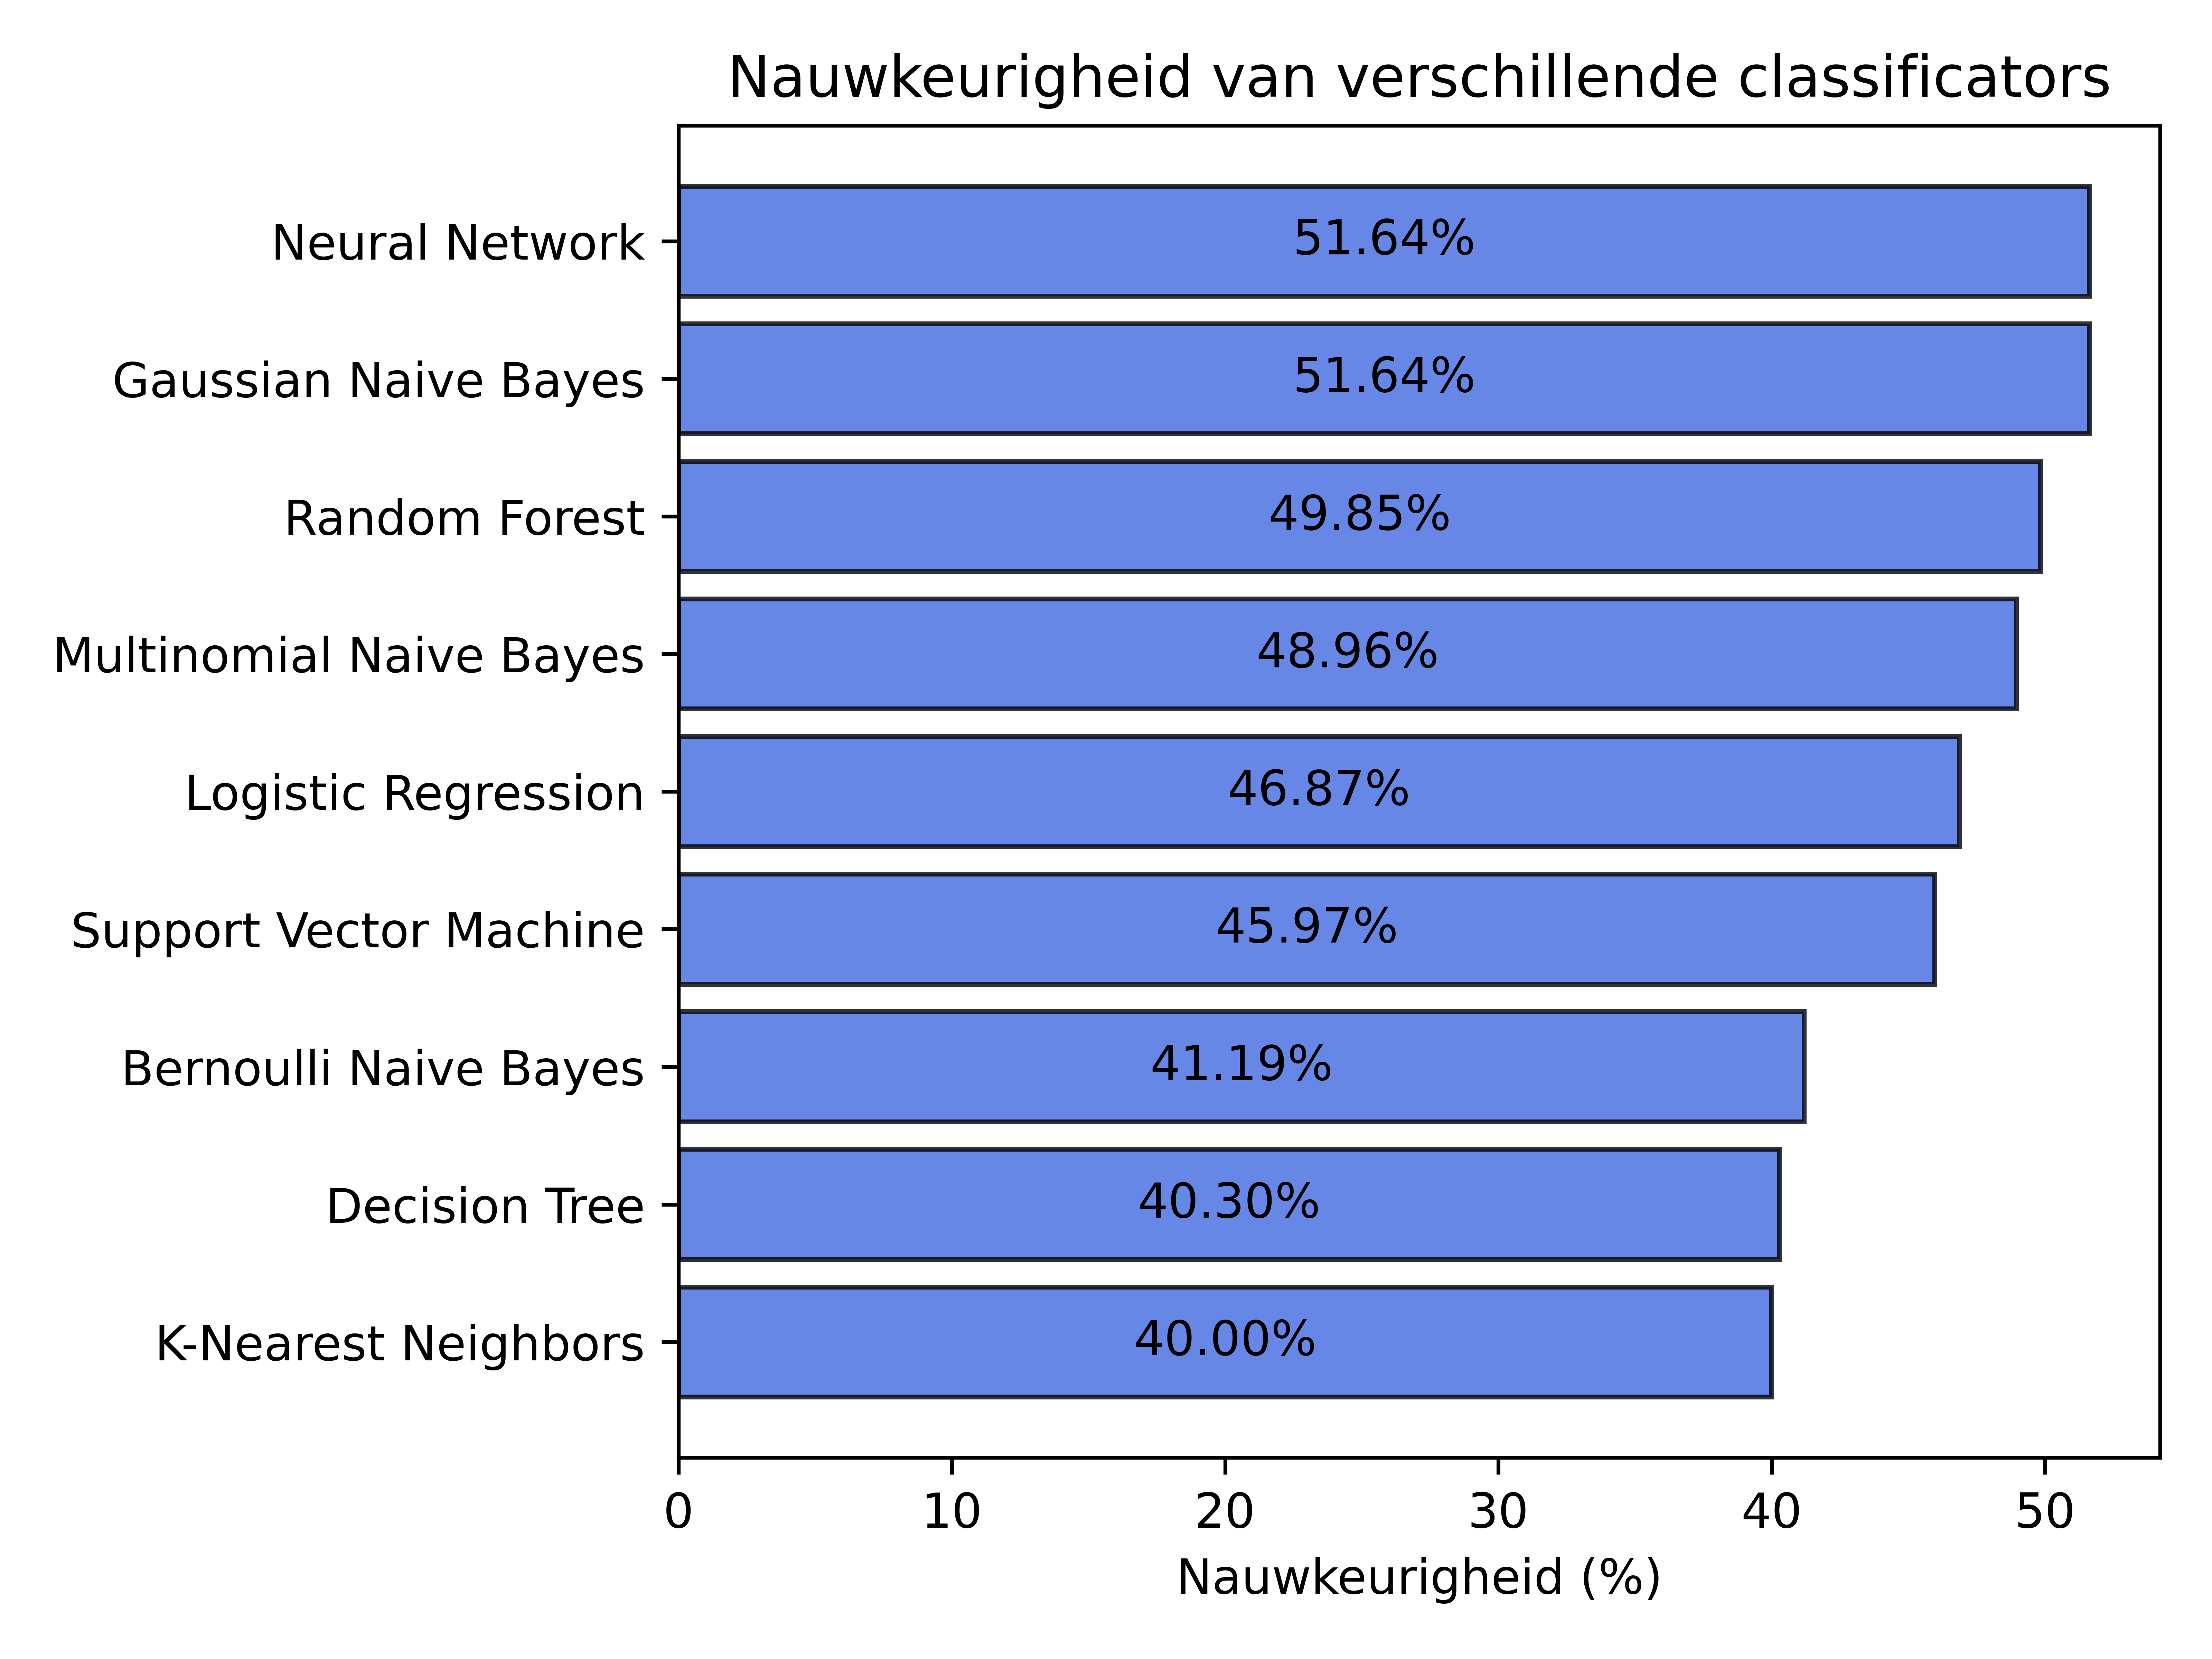 Nauwkeurigheid van verschillende classificators
Neural Network 51.64%
Gaussian Naive Bayes 51.64%
Random Forest 49.85%
Multinomial Naive Bayes 48.96%
Logistic Regression 46.87%
Support Vector Machine 45.97%
Bernoulli Naive Bayes 41.19%
Decision Tree 40.30%
K-Nearest Neighbors 40.00%
0 10 20 30 40 50
Nauwkeurigheid (%)